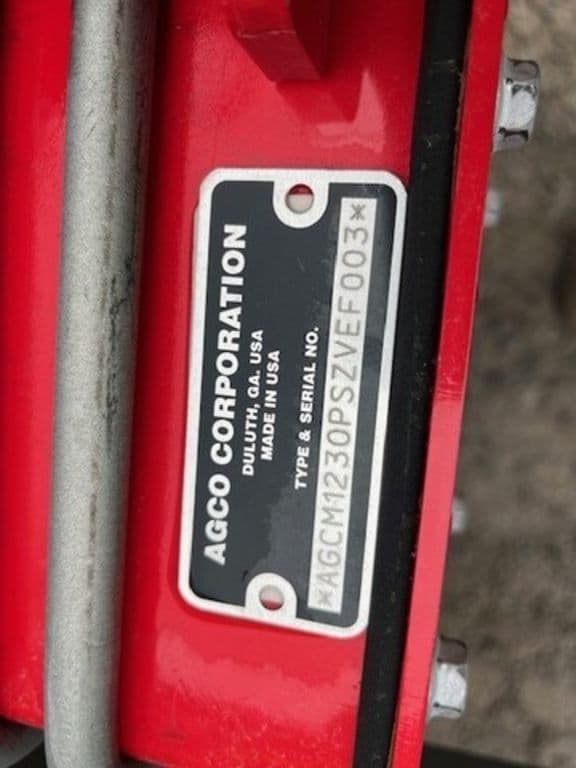 AGCO CORPORATION
DULUTH, GA. USA
MADE IN USA
TYPE & SERIAL NO.
*AGCM1230PSZVEF003*